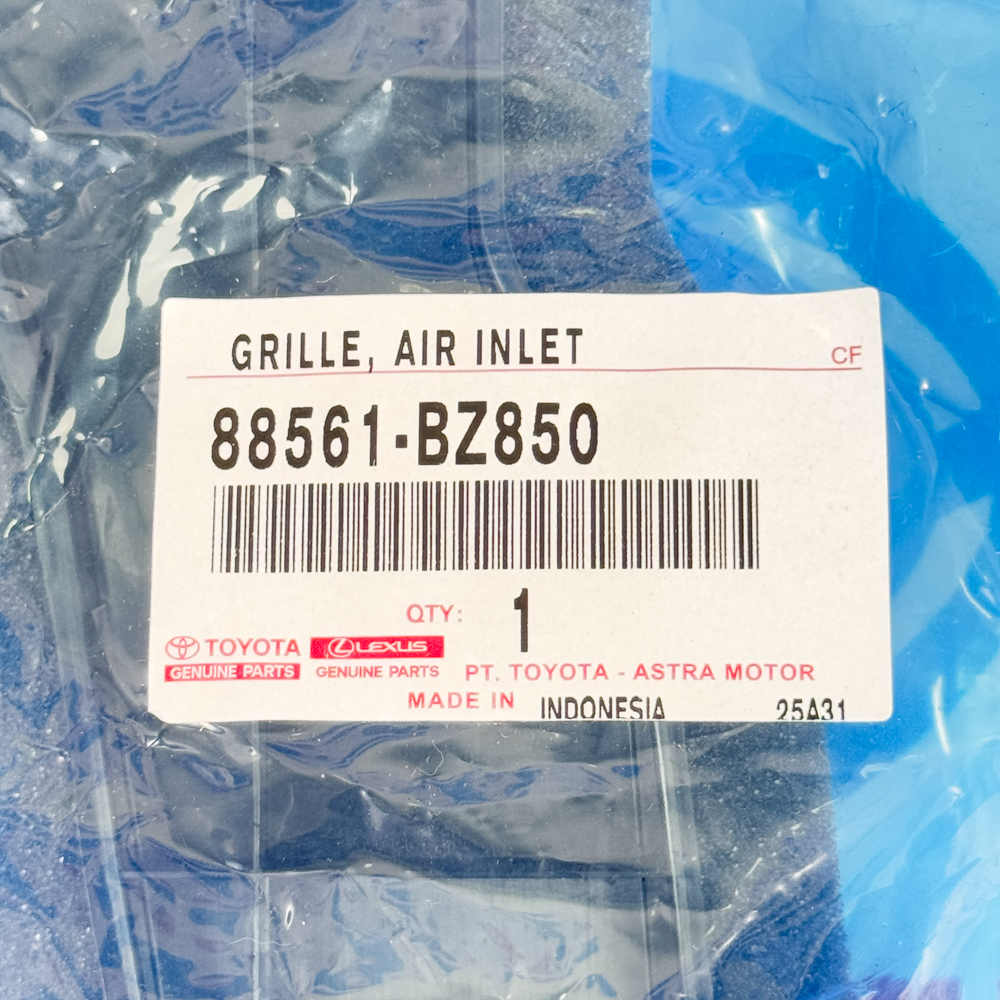 GRILLE, AIR INLET
CF
88561-BZ850
QTY: 1
TOYOTA LEXUS
GENUINE PARTS GENUINE PARTS PT. TOYOTA - ASTRA MOTOR
MADE IN INDONESIA 25A31